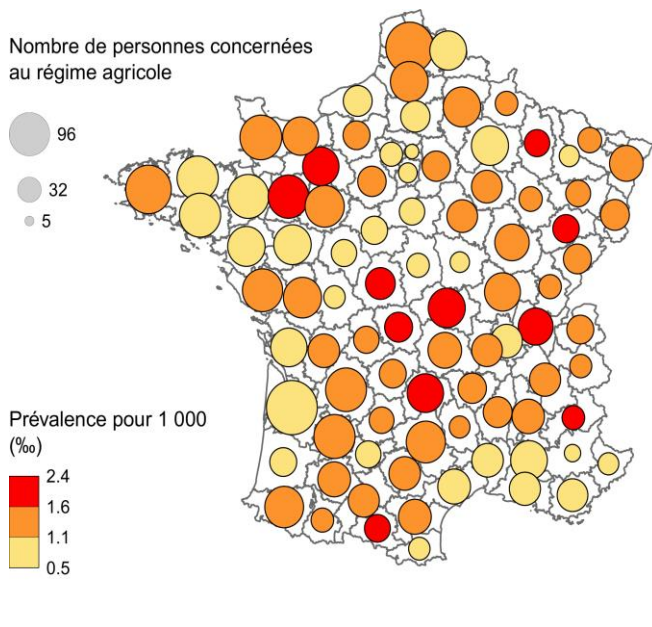 Nombre de personnes concernées
au régime agricole
96
32
5
Prévalence pour 1 000
(‰)
2.4
1.6
1.1
0.5